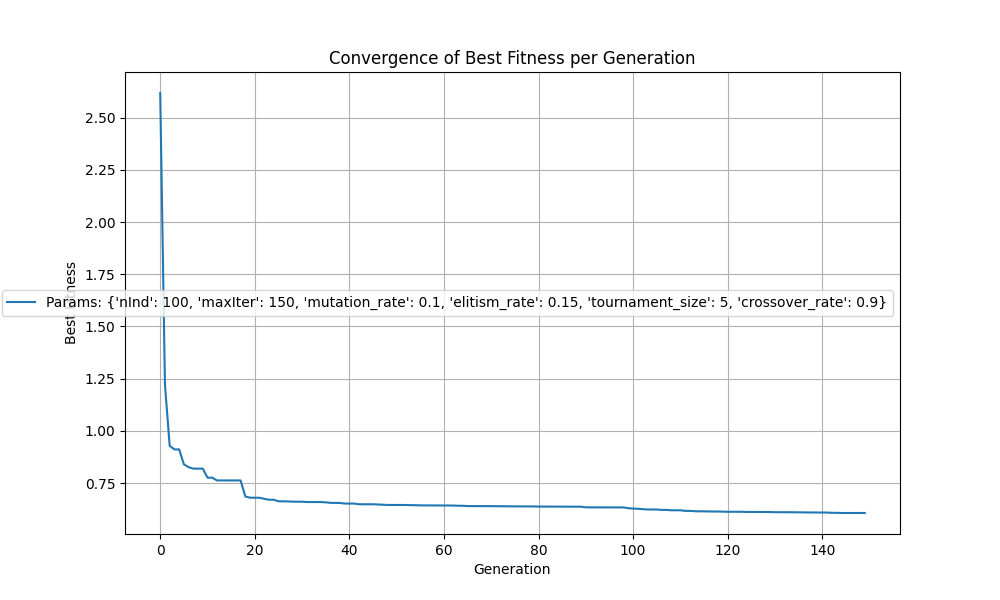 Convergence of Best Fitness per Generation
2.50
2.25
2.00
1.75
1.50
1.25
1.00
0.75
Best Fitness
Params: {'nInd': 100, 'maxIter': 150, 'mutation_rate': 0.1, 'elitism_rate': 0.15, 'tournament_size': 5, 'crossover_rate': 0.9}
0 20 40 60 80 100 120 140
Generation